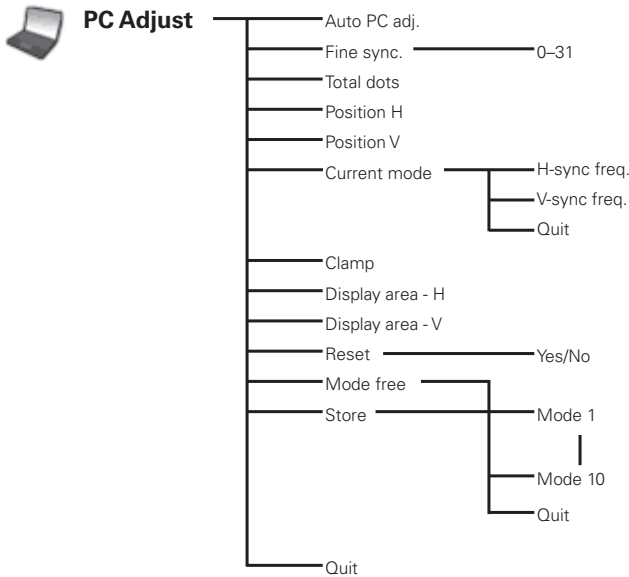 PC Adjust
Auto PC adj.
Fine sync. 0–31
Total dots
Position H
Position V
Current mode H-sync freq.
V-sync freq.
Quit
Clamp
Display area - H
Display area - V
Reset Yes/No
Mode free
Store Mode 1
Mode 10
Quit
Quit